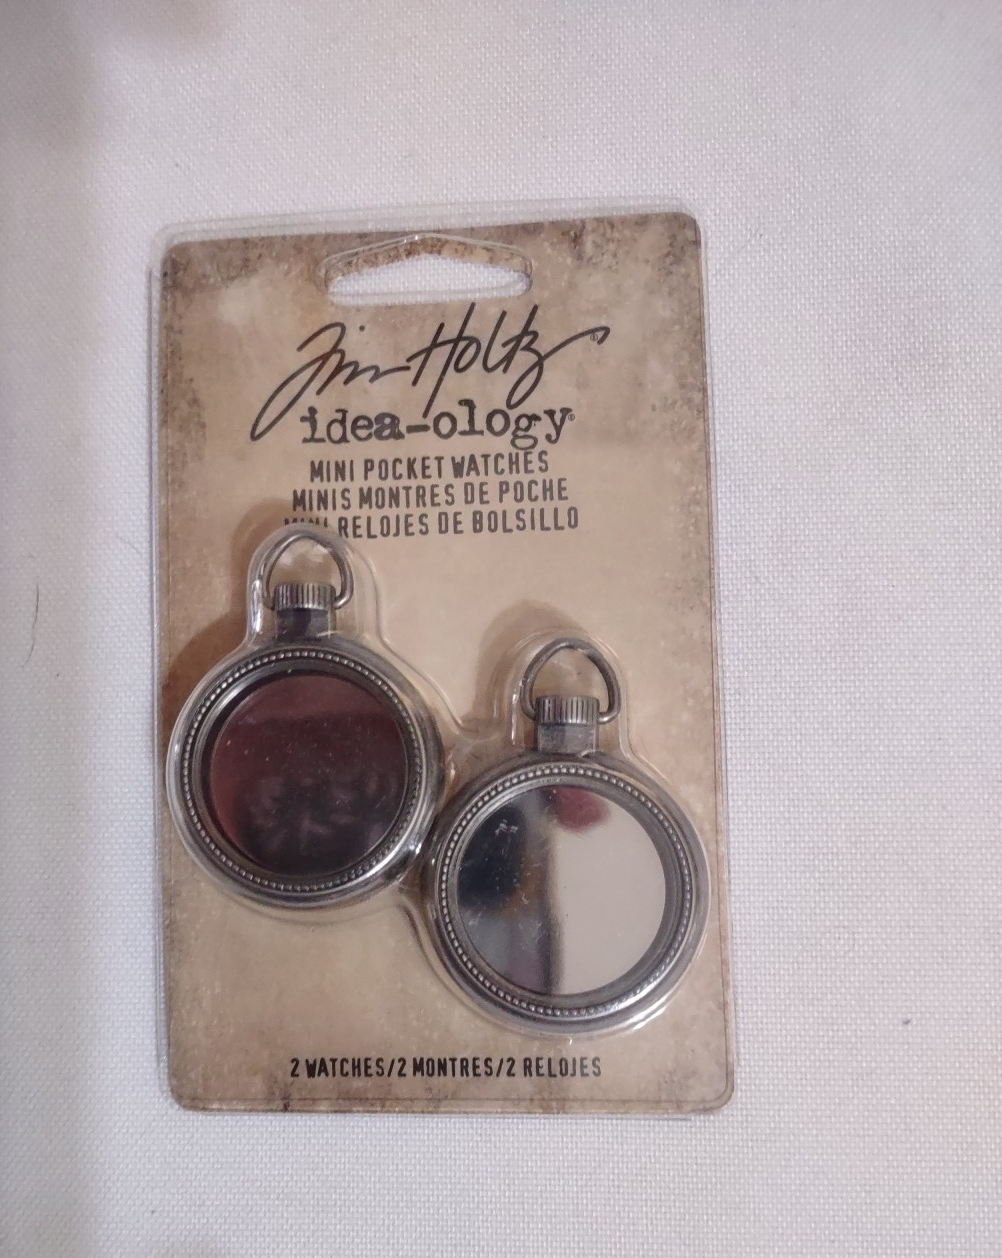 Tim Holtz®
idea-ology®
MINI POCKET WATCHES
MINIS MONTRES DE POCHE
MINI RELOJES DE BOLSILLO
2 WATCHES/2 MONTRES/2 RELOJES